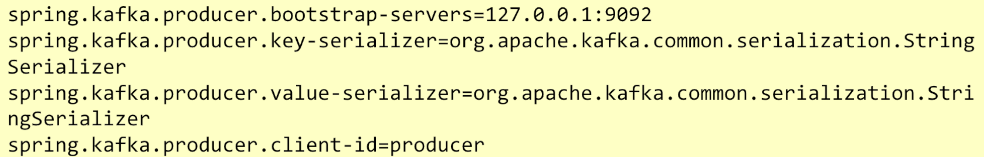 spring.kafka.producer.bootstrap-servers=127.0.0.1:9092
spring.kafka.producer.key-serializer=org.apache.kafka.common.serialization.String
Serializer
spring.kafka.producer.value-serializer=org.apache.kafka.common.serialization.Stri
ngSerializer
spring.kafka.producer.client-id=producer